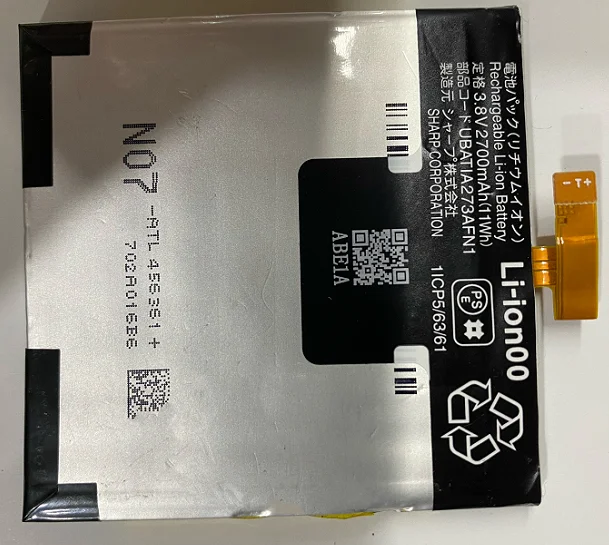 電池パック(リチウムイオン)
Rechargeable Li-ion Battery
定格 3.8V/2700mAh(11Wh)
部品コード UBATIA273AFN1
製造元 シャープ株式会社
SHARP CORPORATION
Li-ion00
PS
E
1ICP5/63/61
+
-
ABE1A
N07 -ATL456361+
702A016B6